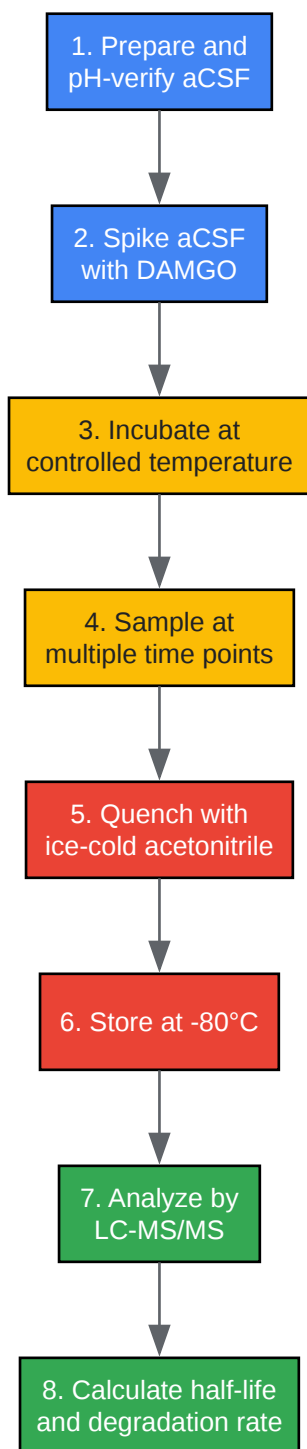 1. Prepare and
pH-verify aCSF
2. Spike aCSF
with DAMGO
3. Incubate at
controlled temperature
4. Sample at
multiple time points
5. Quench with
ice-cold acetonitrile
6. Store at -80°C
7. Analyze by
LC-MS/MS
8. Calculate half-life
and degradation rate